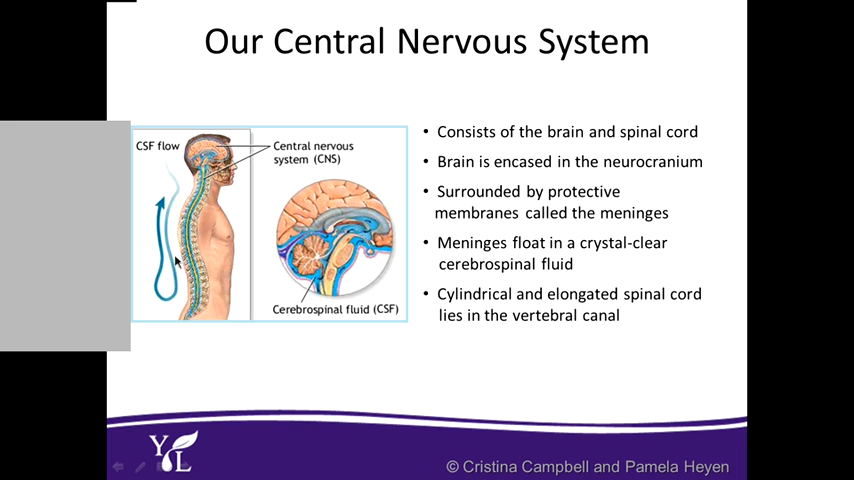 Our Central Nervous System
CSF flow
Central nervous
system (CNS)
Cerebrospinal fluid (CSF)
• Consists of the brain and spinal cord
• Brain is encased in the neurocranium
• Surrounded by protective
membranes called the meninges
• Meninges float in a crystal-clear
cerebrospinal fluid
• Cylindrical and elongated spinal cord
lies in the vertebral canal
Y L
© Cristina Campbell and Pamela Heyen